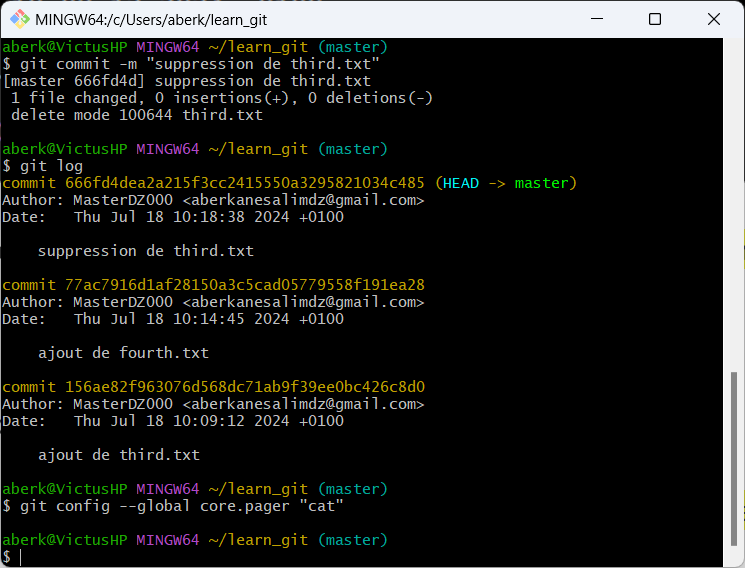 MINGW64:/c/Users/aberk/learn_git
aberk@VictusHP MINGW64 ~/learn_git (master)
$ git commit -m "suppression de third.txt"
[master 666fd4d] suppression de third.txt
 1 file changed, 0 insertions(+), 0 deletions(-)
 delete mode 100644 third.txt

aberk@VictusHP MINGW64 ~/learn_git (master)
$ git log
commit 666fd4dea2a215f3cc2415550a3295821034c485 (HEAD -> master)
Author: MasterDZ000 <aberkanesalimdz@gmail.com>
Date:   Thu Jul 18 10:18:38 2024 +0100

    suppression de third.txt

commit 77ac7916d1af28150a3c5cad05779558f191ea28
Author: MasterDZ000 <aberkanesalimdz@gmail.com>
Date:   Thu Jul 18 10:14:45 2024 +0100

    ajout de fourth.txt

commit 156ae82f963076d568dc71ab9f39ee0bc426c8d0
Author: MasterDZ000 <aberkanesalimdz@gmail.com>
Date:   Thu Jul 18 10:09:12 2024 +0100

    ajout de third.txt

aberk@VictusHP MINGW64 ~/learn_git (master)
$ git config --global core.pager "cat"

aberk@VictusHP MINGW64 ~/learn_git (master)
$